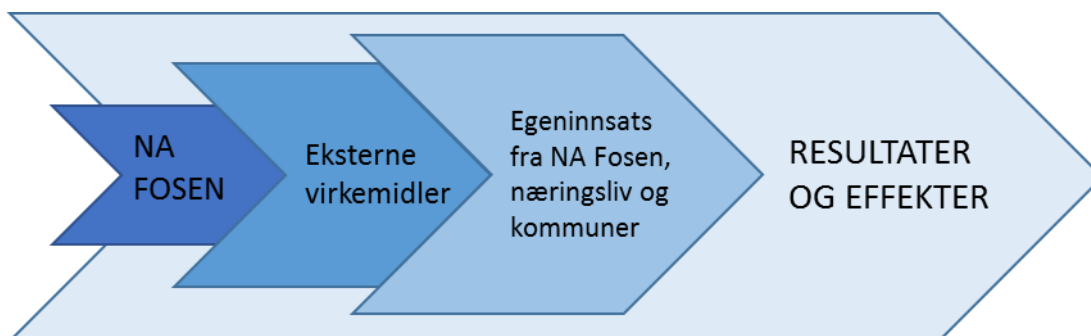 NA
FOSEN
Eksterne
virkemidler
Egeninnsats
fra NA Fosen,
næringsliv og
kommuner
RESULTATER
OG EFFEKTER